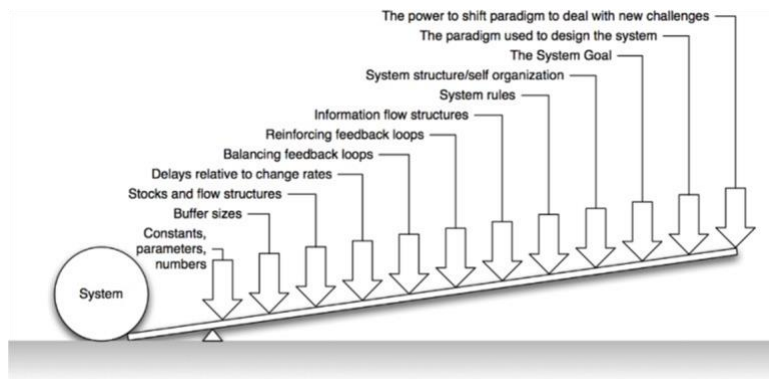 The power to shift paradigm to deal with new challenges
The paradigm used to design the system
The System Goal
System structure/self organization
System rules
Information flow structures
Reinforcing feedback loops
Balancing feedback loops
Delays relative to change rates
Stocks and flow structures
Buffer sizes
Constants,
parameters,
numbers
System